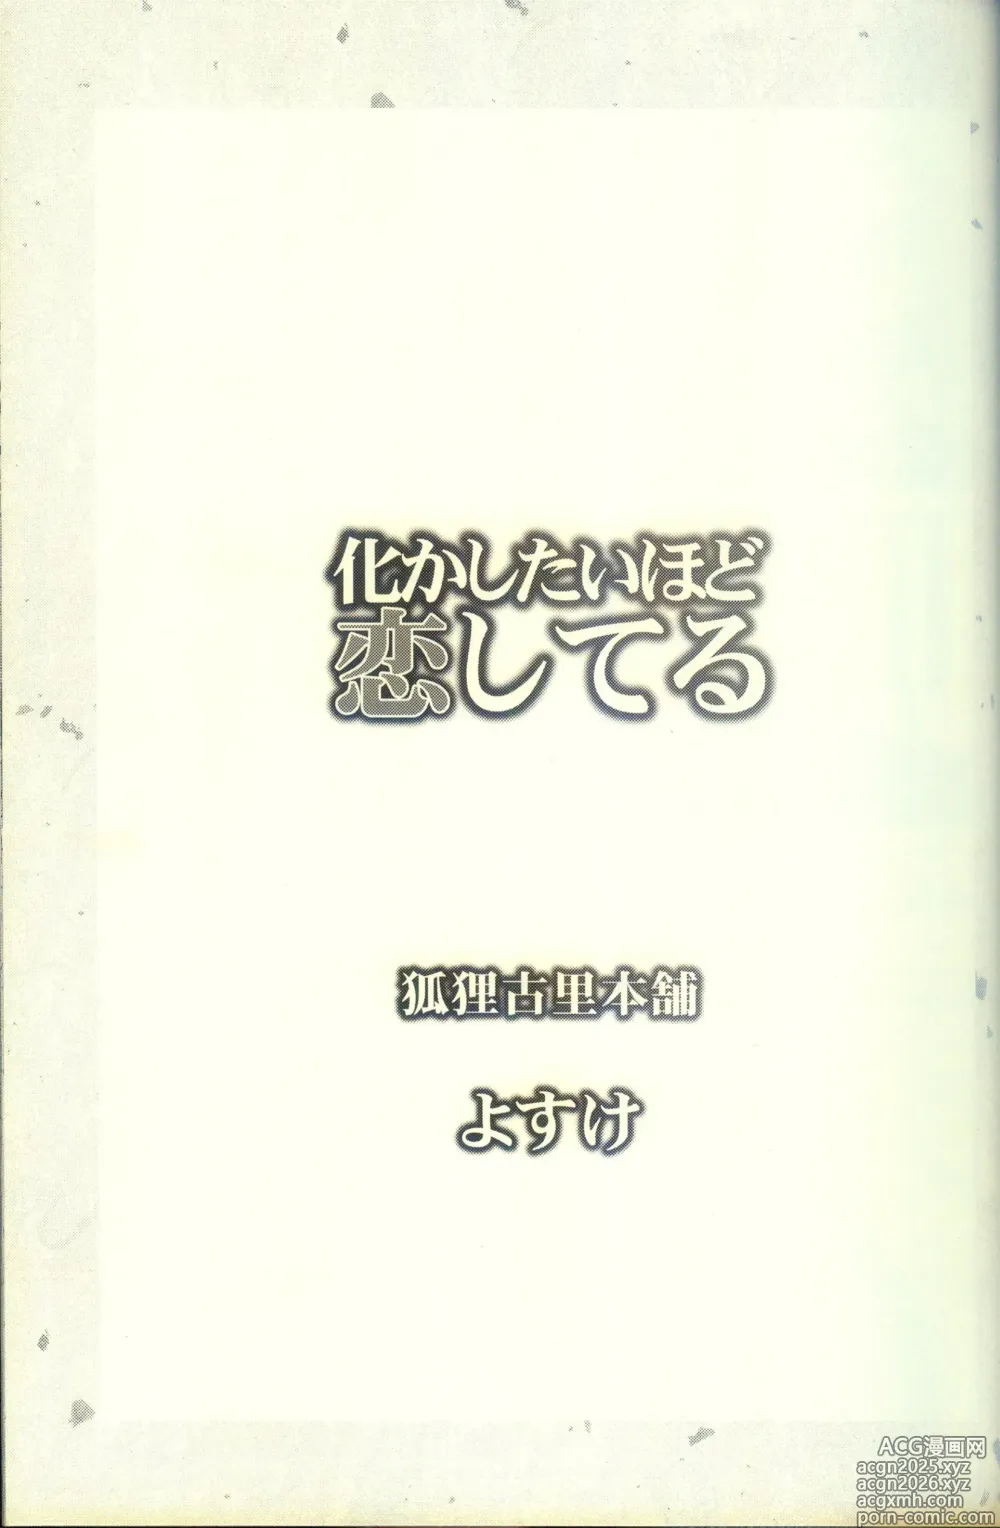 化かしたいほど
恋してる
狐狸古里本舗
よすけ
ACG漫画网
acgn2025.xyz
acgn2026.xyz
acgxmh.com
porn-comic.com